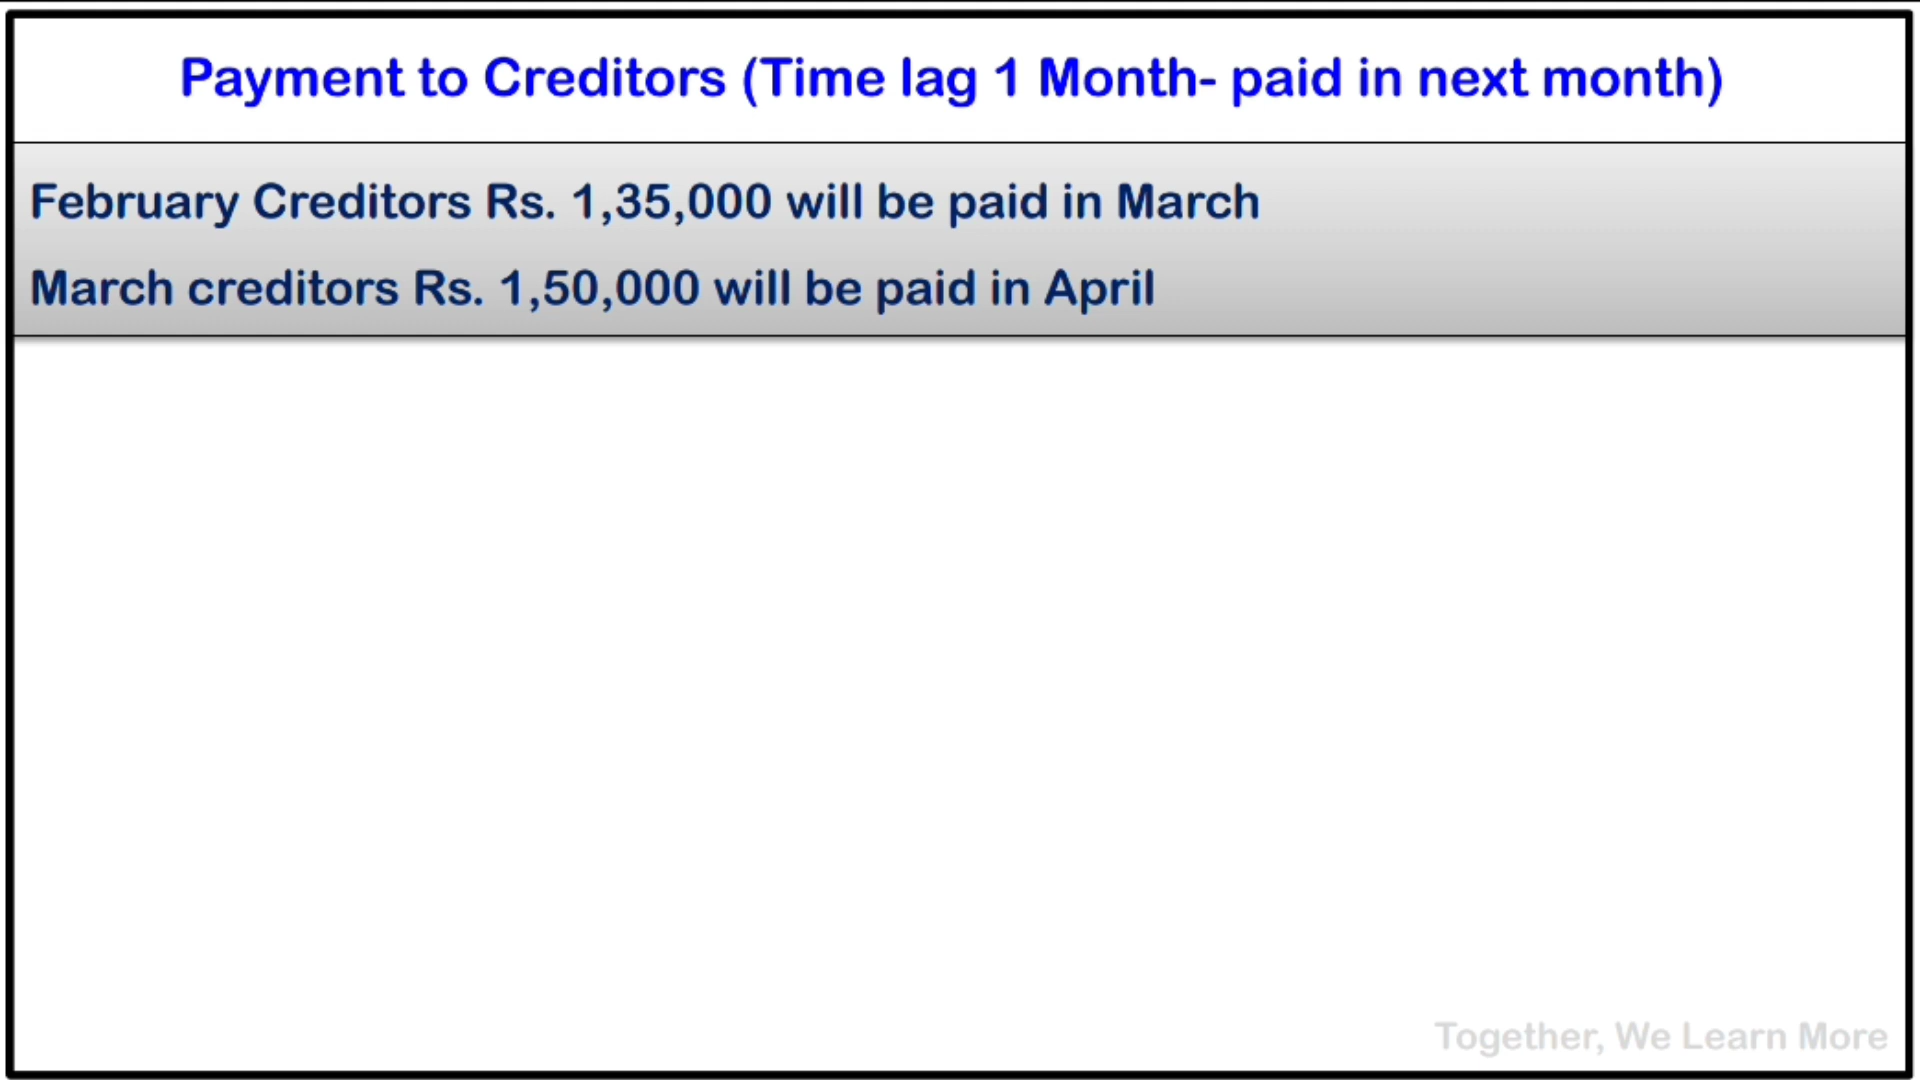 Payment to Creditors (Time lag 1 Month- paid in next month)
February Creditors Rs. 1,35,000 will be paid in March
March creditors Rs. 1,50,000 will be paid in April
Together, We Learn More